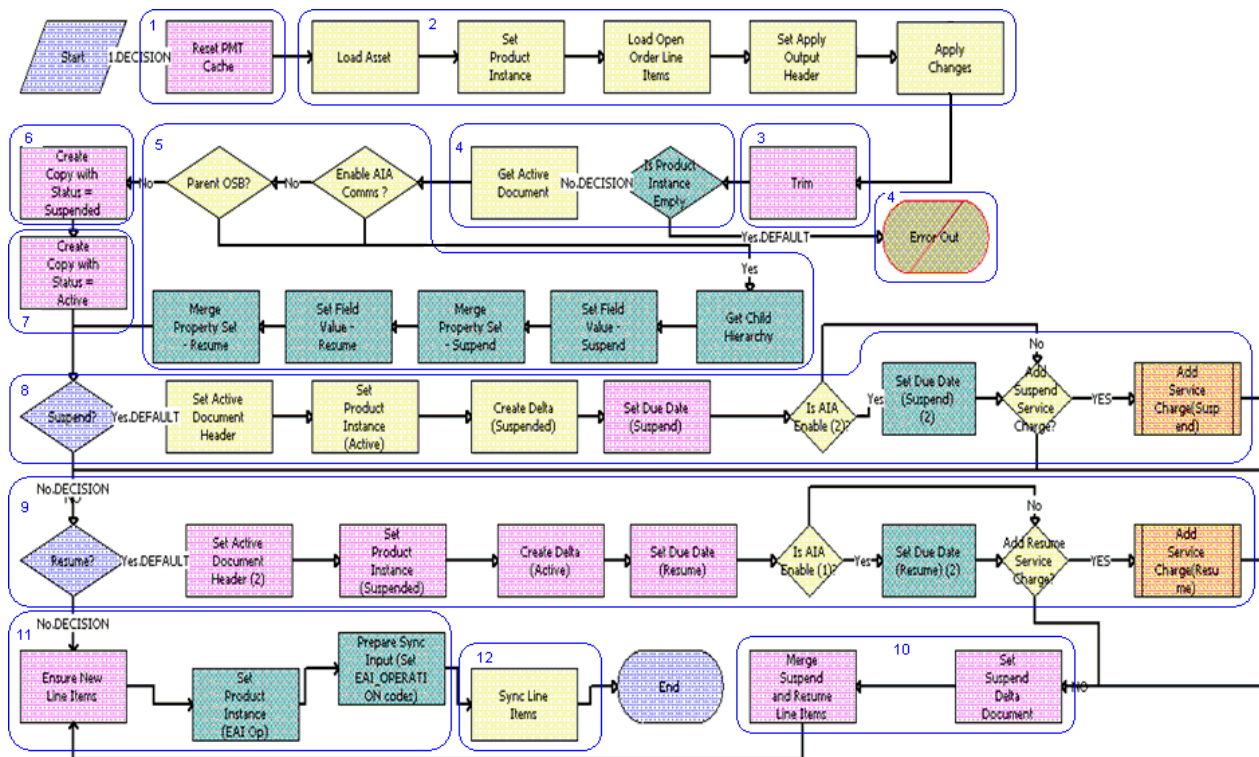 1
2
Start
1.DECISION
Reset PMT
Cache
Load Asset
Set
Product
Instance
Load Open
Order Line
Items
Set Apply
Output
Header
Apply
Changes
6
5
4
3
Create
Copy with
Status =
Suspended
No
Parent OSB?
No
Enable AIA
Comms ?
Get Active
Document
No.DECISION
Is Product
Instance
Empty
Trim
4
Yes.DEFAULT
Error Out
Create
Copy with
Status =
Active
7
Yes
Merge
Property Set
- Resume
Set Field
Value -
Resume
Merge
Property Set
- Suspend
Set Field
Value -
Suspend
Get Child
Hierarchy
8
Suspend?
Yes.DEFAULT
Set Active
Document
Header
Set
Product
Instance
(Active)
Create Delta
(Suspended)
Set Due Date
(Suspend)
Is AIA
Enable (2)?
Yes
No
Set Due Date
(Suspend)
(2)
Add
Suspend
Service
Charge?
YES
Add
Service
Charge(Susp
end)
No.DECISION
9
Resume?
Yes.DEFAULT
Set Active
Document
Header (2)
Set
Product
Instance
(Suspended)
Create Delta
(Active)
Set Due Date
(Resume)
Is AIA
Enable (1)?
Yes
No
Set Due Date
(Resume) (2)
Add Resume
Service
Charge?
YES
Add
Service
Charge(Resu
me)
No.DECISION
11
Ensure New
Line Items
Set
Product
Instance
(EAI Op)
Prepare Sync
Input (Set
EAI_OPERATI
ON codes)
12
Sync Line
Items
End
10
Merge
Suspend
and Resume
Line Items
Set
Suspend
Delta
Document
NO